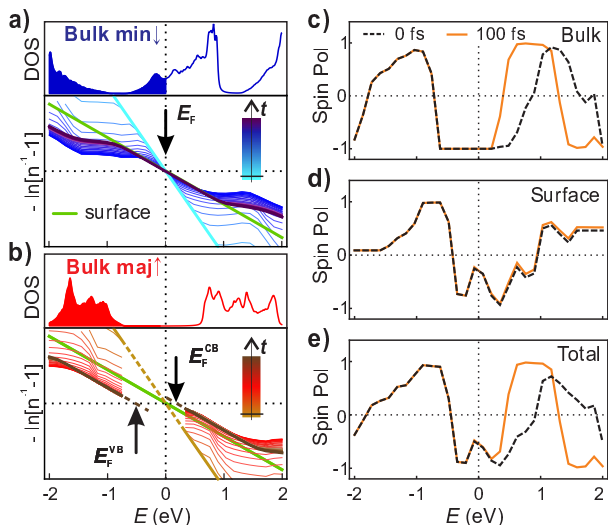 a)
DOS
Bulk min↓
- ln[n⁻¹-1]
E_F
t
surface
b)
DOS
Bulk maj↑
- ln[n⁻¹-1]
E_F^CB
t
E_F^VB
-2 -1 0 1 2
E (eV)
c)
0 fs 100 fs Bulk
Spin Pol
1
0
-1
d)
Surface
Spin Pol
1
0
-1
e)
Total
Spin Pol
1
0
-1
-2 -1 0 1 2
E (eV)